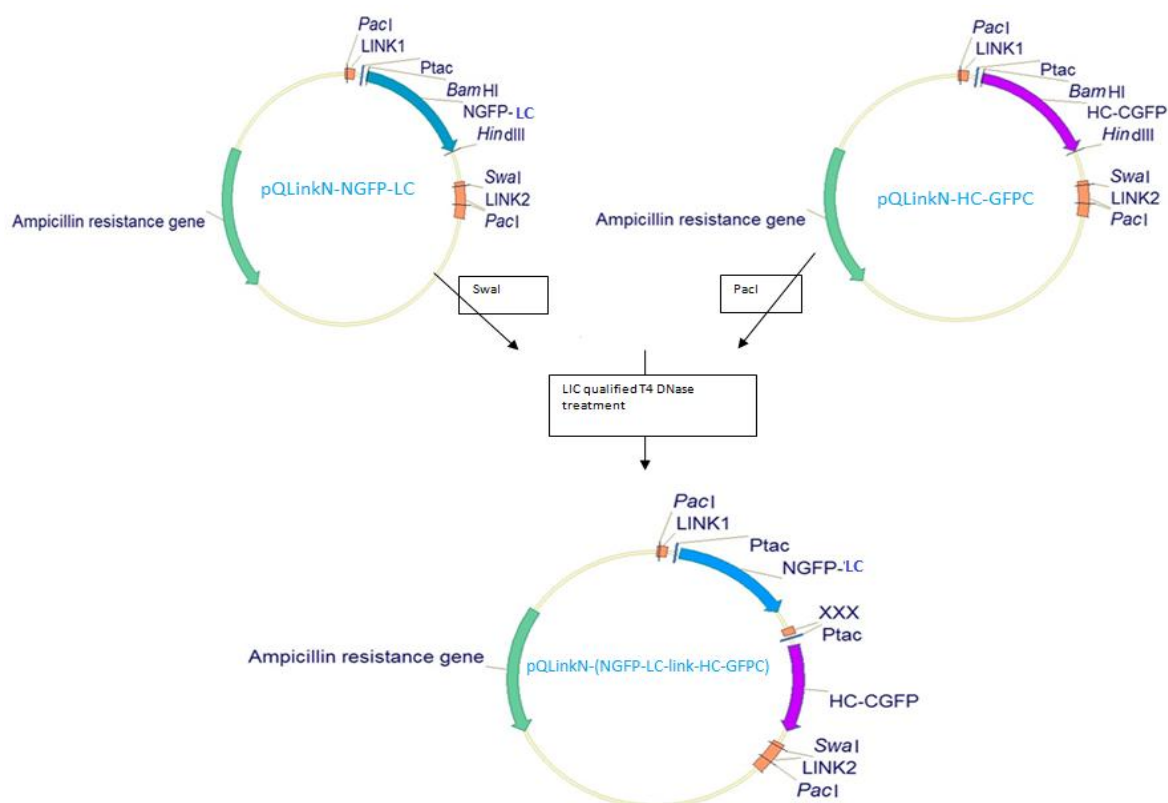 PacI
LINK1
Ptac
BamHI
NGFP-LC
HindIII
SwaI
LINK2
PacI
pQLinkN-NGFP-LC
Ampicillin resistance gene
PacI
LINK1
Ptac
BamHI
HC-CGFP
HindIII
SwaI
LINK2
PacI
pQLinkN-HC-GFPC
Ampicillin resistance gene
SwaI
PacI
LIC qualified T4 DNase
treatment
PacI
LINK1
Ptac
NGFP-'LC
XXX
Ptac
Ampicillin resistance gene
pQLinkN-(NGFP-LC-link-HC-GFPC)
HC-CGFP
SwaI
LINK2
PacI